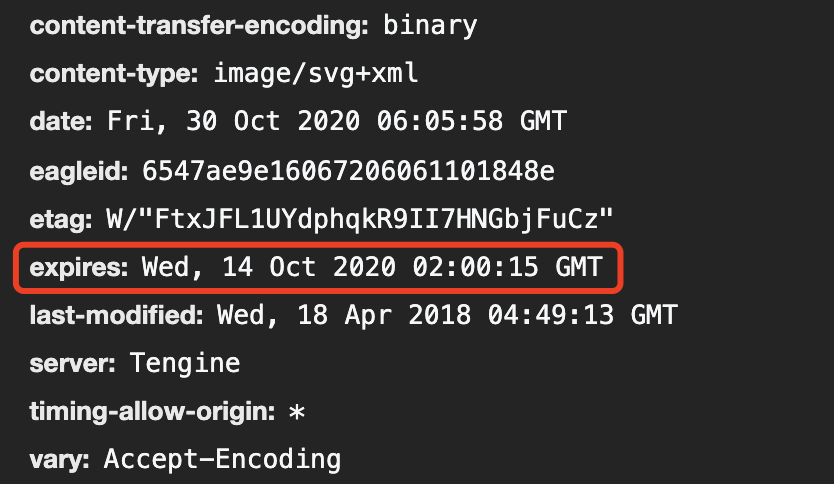 content-transfer-encoding: binary
content-type: image/svg+xml
date: Fri, 30 Oct 2020 06:05:58 GMT
eagleid: 6547ae9e16067206061101848e
etag: W/"FtxJFL1UYdphqkR9II7HNGbjFuCz"
expires: Wed, 14 Oct 2020 02:00:15 GMT
last-modified: Wed, 18 Apr 2018 04:49:13 GMT
server: Tengine
timing-allow-origin: *
vary: Accept-Encoding